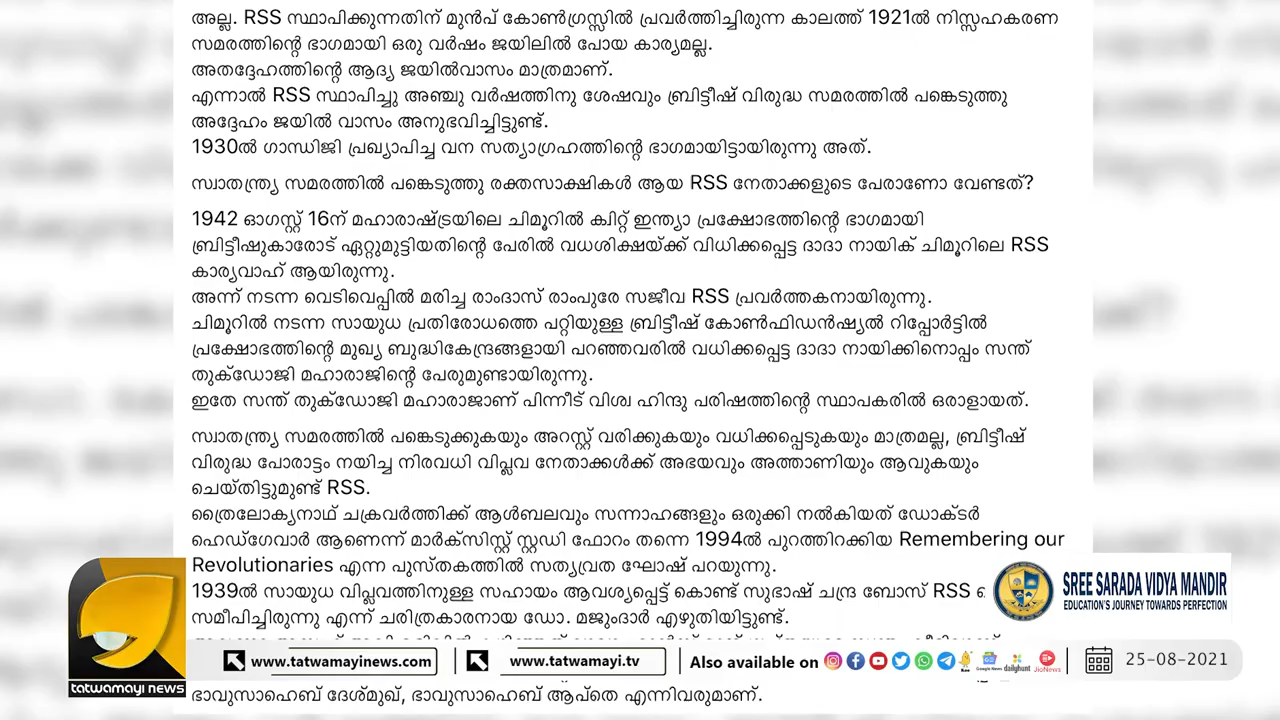 അല്ല. RSS സ്ഥാപിക്കുന്നതിന് മുൻപ് കോൺഗ്രസ്സിൽ പ്രവർത്തിച്ചിരുന്ന കാലത്ത് 1921ൽ നിസ്സഹകരണ
സമരത്തിന്റെ ഭാഗമായി ഒരു വർഷം ജയിലിൽ പോയ കാര്യമല്ല.
അതദ്ദേഹത്തിന്റെ ആദ്യ ജയിൽവാസം മാത്രമാണ്.
എന്നാൽ RSS സ്ഥാപിച്ചു അഞ്ചു വർഷത്തിനു ശേഷവും ബ്രിട്ടീഷ് വിരുദ്ധ സമരത്തിൽ പങ്കെടുത്തു
അദ്ദേഹം ജയിൽ വാസം അനുഭവിച്ചിട്ടുണ്ട്.
1930ൽ ഗാന്ധിജി പ്രഖ്യാപിച്ച വന സത്യാഗ്രഹത്തിന്റെ ഭാഗമായിട്ടായിരുന്നു അത്.
സ്വാതന്ത്ര്യ സമരത്തിൽ പങ്കെടുത്തു രക്തസാക്ഷികൾ ആയ RSS നേതാക്കളുടെ പേരാണോ വേണ്ടത്?
1942 ഓഗസ്റ്റ് 16ന് മഹാരാഷ്ട്രയിലെ ചിമൂറിൽ ക്വിറ്റ് ഇന്ത്യാ പ്രക്ഷോഭത്തിന്റെ ഭാഗമായി
ബ്രിട്ടീഷുകാരോട് ഏറ്റുമുട്ടിയതിന്റെ പേരിൽ വധശിക്ഷയ്ക്ക് വിധിക്കപ്പെട്ട ദാദാ നായിക് ചിമൂറിലെ RSS
കാര്യവാഹ് ആയിരുന്നു.
അന്ന് നടന്ന വെടിവെപ്പിൽ മരിച്ച രാംദാസ് രാംപുരേ സജീവ RSS പ്രവർത്തകനായിരുന്നു.
ചിമൂറിൽ നടന്ന സായുധ പ്രതിരോധത്തെ പറ്റിയുള്ള ബ്രിട്ടീഷ് കോൺഫിഡൻഷ്യൽ റിപ്പോർട്ടിൽ
പ്രക്ഷോഭത്തിന്റെ മുഖ്യ ബുദ്ധികേന്ദ്രങ്ങളായി പറഞ്ഞവരിൽ വധിക്കപ്പെട്ട ദാദാ നായിക്കിനൊപ്പം സന്ത്
തുക്ഡോജി മഹാരാജിന്റെ പേരുമുണ്ടായിരുന്നു.
ഇതേ സന്ത് തുക്ഡോജി മഹാരാജാണ് പിന്നീട് വിശ്വ ഹിന്ദു പരിഷത്തിന്റെ സ്ഥാപകരിൽ ഒരാളായത്.
സ്വാതന്ത്ര്യ സമരത്തിൽ പങ്കെടുക്കുകയും അറസ്റ്റ് വരിക്കുകയും വധിക്കപ്പെടുകയും മാത്രമല്ല, ബ്രിട്ടീഷ്
വിരുദ്ധ പോരാട്ടം നയിച്ച നിരവധി വിപ്ലവ നേതാക്കൾക്ക് അഭയവും അത്താണിയും ആവുകയും
ചെയ്തിട്ടുമുണ്ട് RSS.
ത്രൈലോക്യനാഥ് ചക്രവർത്തിക്ക് ആൾബലവും സന്നാഹങ്ങളും ഒരുക്കി നൽകിയത് ഡോക്ടർ
ഹെഡ്ഗേവാർ ആണെന്ന് മാർക്സിസ്റ്റ് സ്റ്റഡി ഫോറം തന്നെ 1994ൽ പുറത്തിറക്കിയ Remembering our
Revolutionaries എന്ന പുസ്തകത്തിൽ സത്യവ്രത ഘോഷ് പറയുന്നു.
1939ൽ സായുധ വിപ്ലവത്തിനുള്ള സഹായം ആവശ്യപ്പെട്ട് കൊണ്ട് സുഭാഷ് ചന്ദ്ര ബോസ് RSS
സമീപിച്ചിരുന്നു എന്ന് ചരിത്രകാരനായ ഡോ. മജുംദാർ എഴുതിയിട്ടുണ്ട്.
ഭാവുസാഹെബ് ദേശ്മുഖ്, ഭാവുസാഹെബ് ആപ്തെ എന്നിവരുമാണ്.
SREE SARADA VIDYA MANDIR
EDUCATION'S JOURNEY TOWARDS PERFECTION
tatwamayi news
www.tatwamayinews.com
www.tatwamayi.tv
Also available on
Google News
dailyhunt
JioNews
25-08-2021